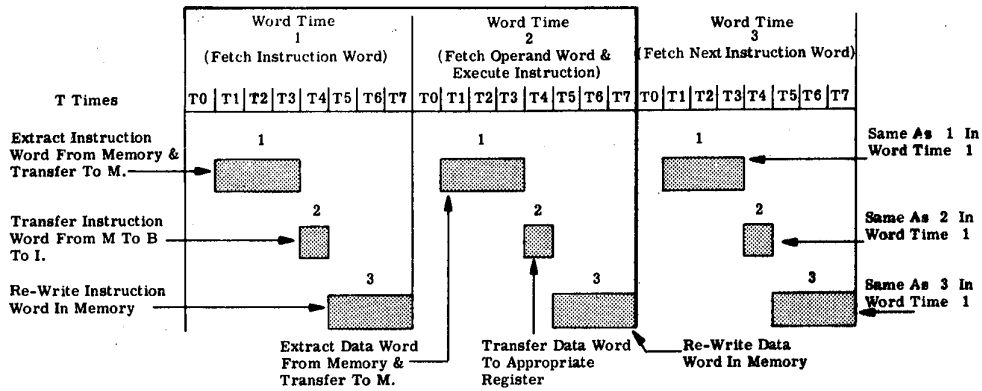 Word Time
1
(Fetch Instruction Word)
Word Time
2
(Fetch Operand Word &
Execute Instruction)
Word Time
3
(Fetch Next Instruction Word)
T Times
T0 T1 T2 T3 T4 T5 T6 T7
T0 T1 T2 T3 T4 T5 T6 T7
T0 T1 T2 T3 T4 T5 T6 T7
Extract Instruction
Word From Memory &
Transfer To M.
1
1
1
Same As 1 In
Word Time 1
Transfer Instruction
Word From M To B
To I.
2
2
2
Same As 2 In
Word Time 1
Re-Write Instruction
Word In Memory
3
3
3
Same As 3 In
Word Time 1
Extract Data Word
From Memory &
Transfer To M.
Transfer Data Word
To Appropriate
Register
Re-Write Data
Word In Memory